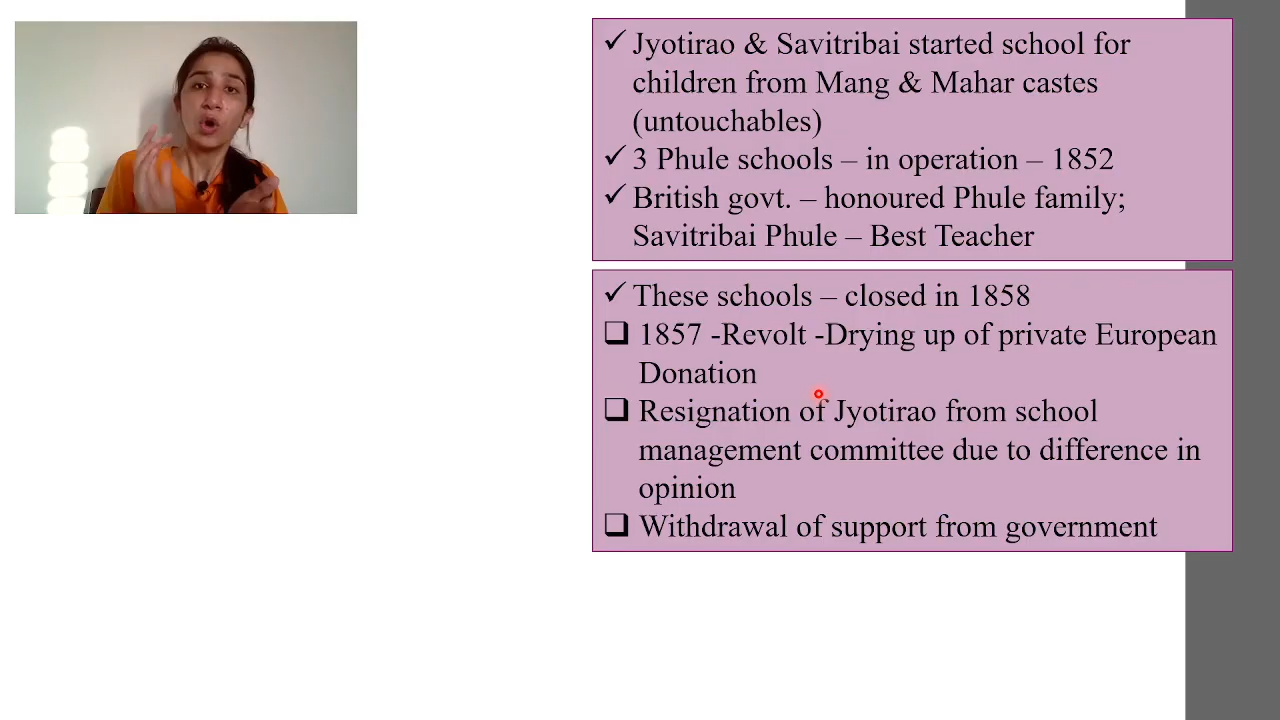 ✓ Jyotirao & Savitribai started school for
children from Mang & Mahar castes
(untouchables)
✓ 3 Phule schools – in operation – 1852
✓ British govt. – honoured Phule family;
Savitribai Phule – Best Teacher
✓ These schools – closed in 1858
❑ 1857 -Revolt -Drying up of private European
Donation
❑ Resignation of Jyotirao from school
management committee due to difference in
opinion
❑ Withdrawal of support from government